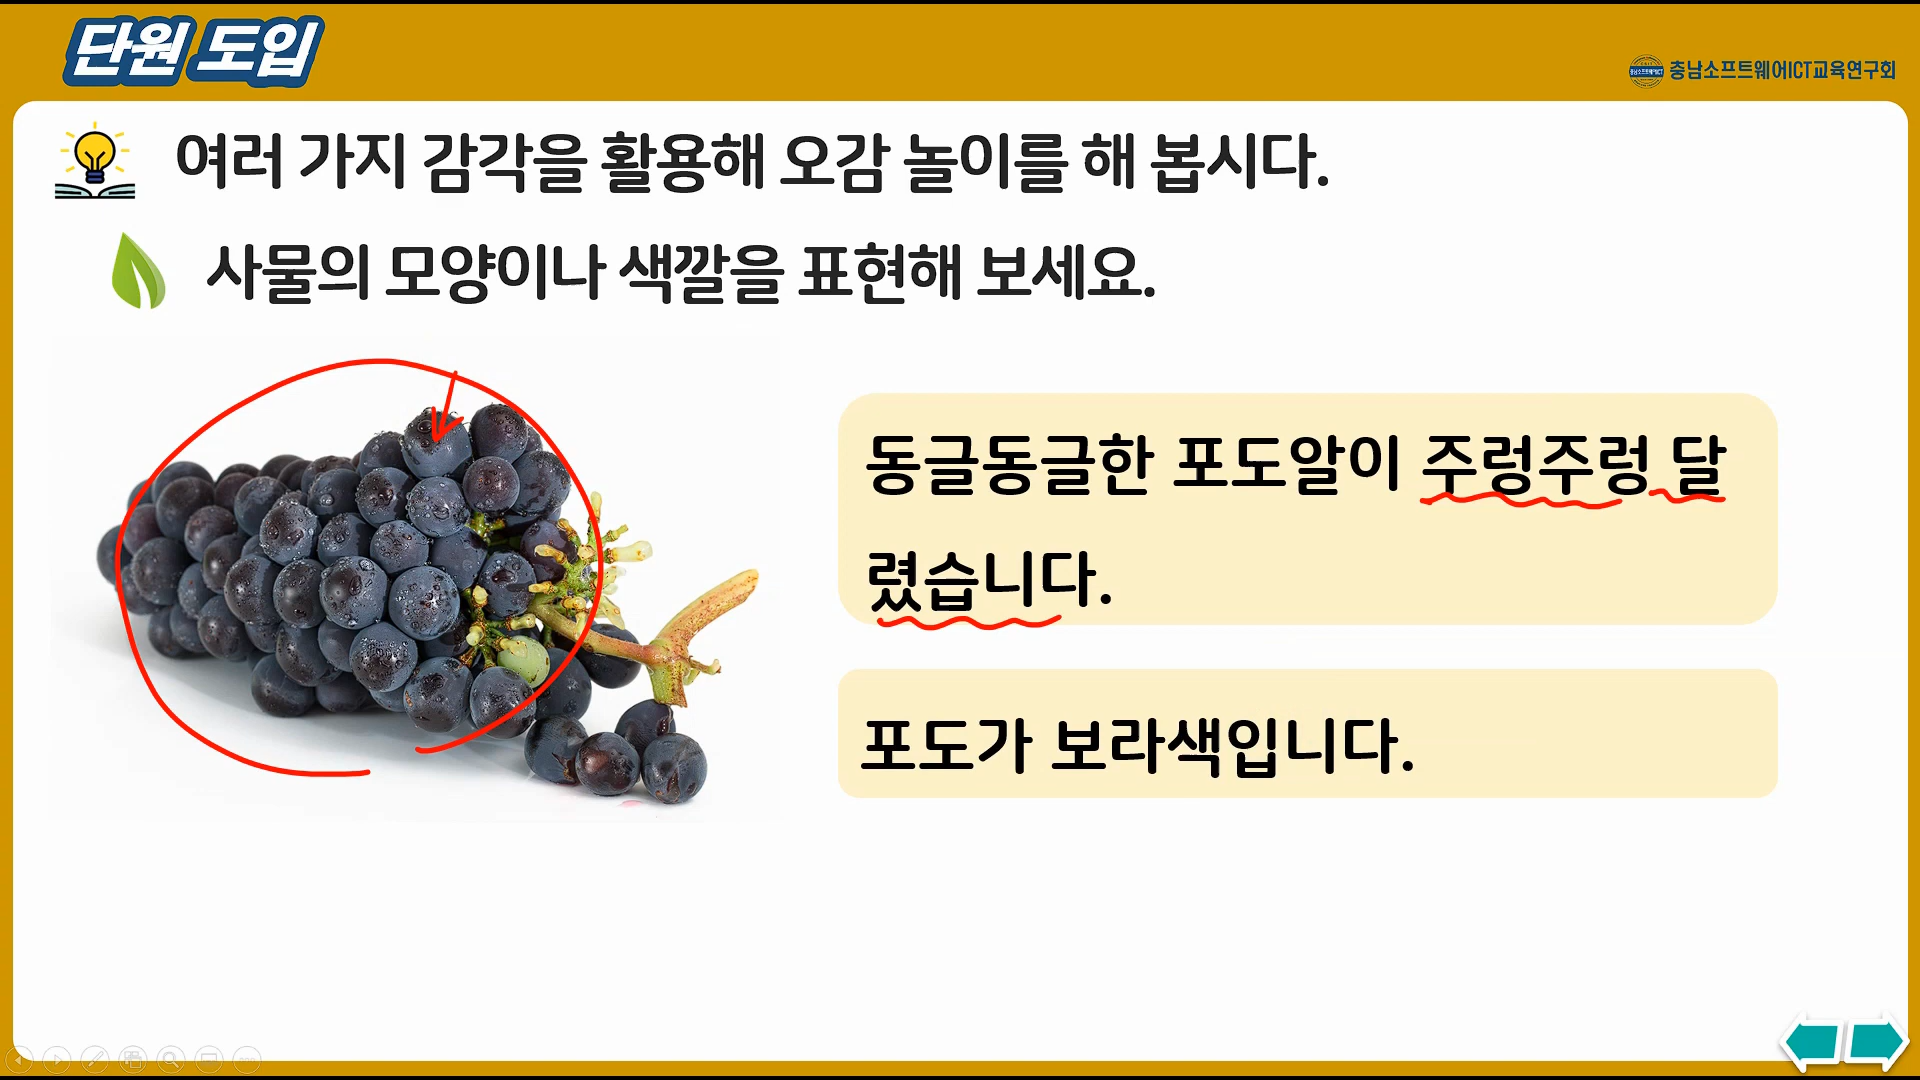 단원 도입
충남소프트웨어ICT교육연구회
여러 가지 감각을 활용해 오감 놀이를 해 봅시다.
사물의 모양이나 색깔을 표현해 보세요.
동글동글한 포도알이 주렁주렁 달
렸습니다.
포도가 보라색입니다.